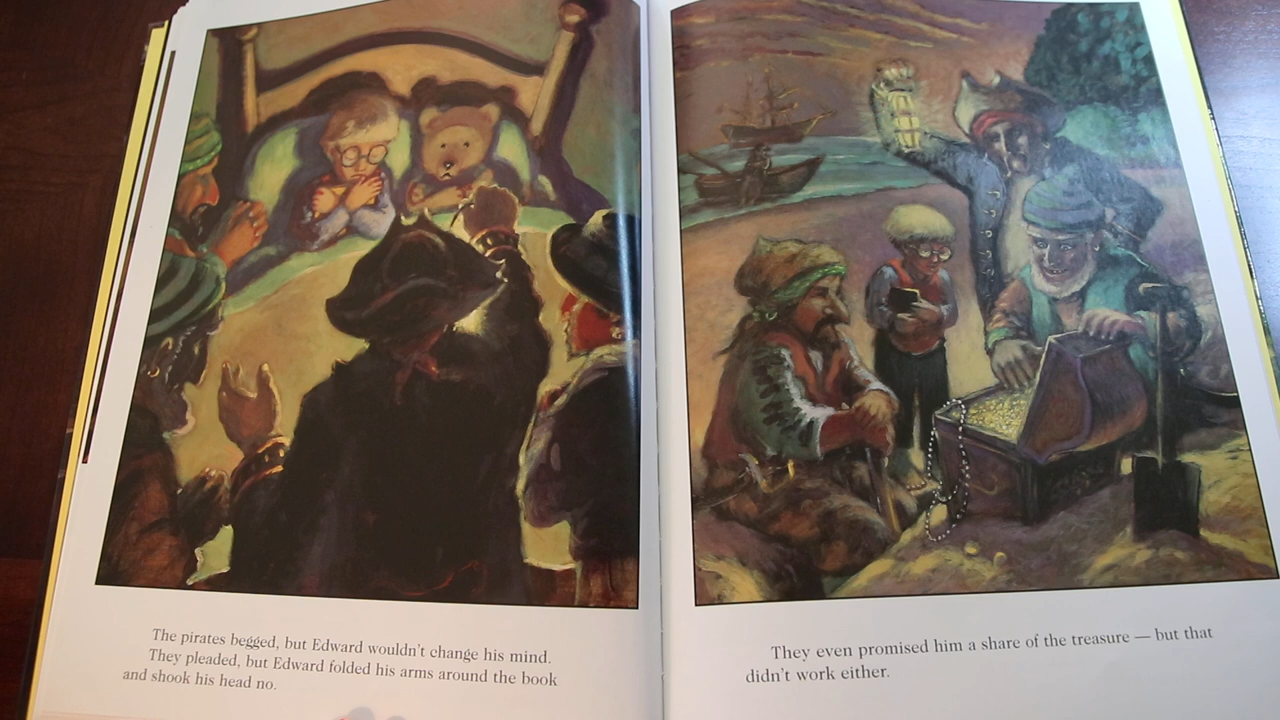 The pirates begged, but Edward wouldn't change his mind.
They pleaded, but Edward folded his arms around the book
and shook his head no.
They even promised him a share of the treasure — but that
didn't work either.